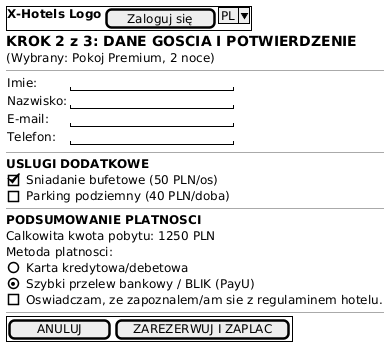 X-Hotels Logo Zaloguj się PL
KROK 2 z 3: DANE GOSCIA I POTWIERDZENIE
(Wybrany: Pokoj Premium, 2 noce)
Imie:
Nazwisko:
E-mail:
Telefon:
USLUGI DODATKOWE
Sniadanie bufetowe (50 PLN/os)
Parking podziemny (40 PLN/doba)
PODSUMOWANIE PLATNOSCI
Calkowita kwota pobytu: 1250 PLN
Metoda platnosci:
Karta kredytowa/debetowa
Szybki przelew bankowy / BLIK (PayU)
Oswiadczam, ze zapoznalem/am sie z regulaminem hotelu.
ANULUJ ZAREZERWUJ I ZAPLAC